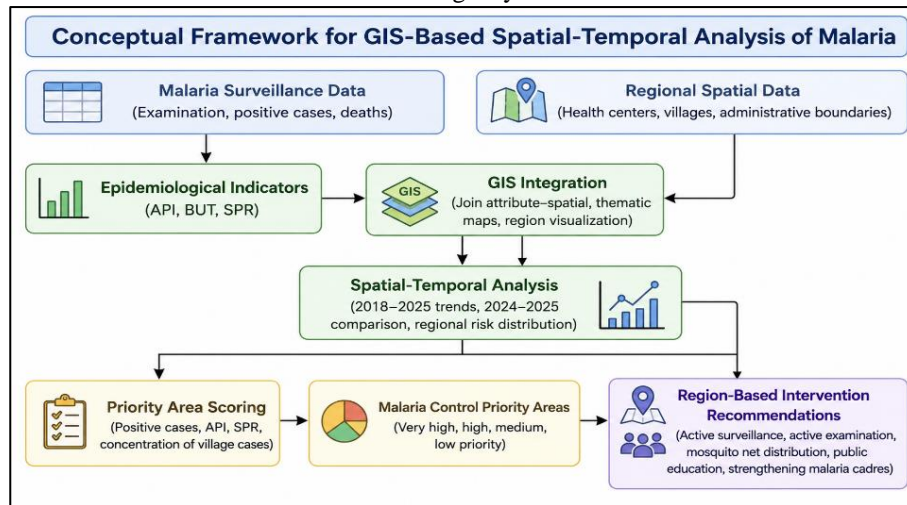 Conceptual Framework for GIS-Based Spatial-Temporal Analysis of Malaria
Malaria Surveillance Data
(Examination, positive cases, deaths)
Regional Spatial Data
(Health centers, villages, administrative boundaries)
Epidemiological Indicators
(API, BUT, SPR)
GIS
GIS Integration
(Join attribute–spatial, thematic
maps, region visualization)
Spatial-Temporal Analysis
(2018–2025 trends, 2024–2025
comparison, regional risk distribution)
Priority Area Scoring
(Positive cases, API, SPR,
concentration of village cases)
Malaria Control Priority Areas
(Very high, high, medium,
low priority)
Region-Based Intervention
Recommendations
(Active surveillance, active examination,
mosquito net distribution, public
education, strengthening malaria cadres)